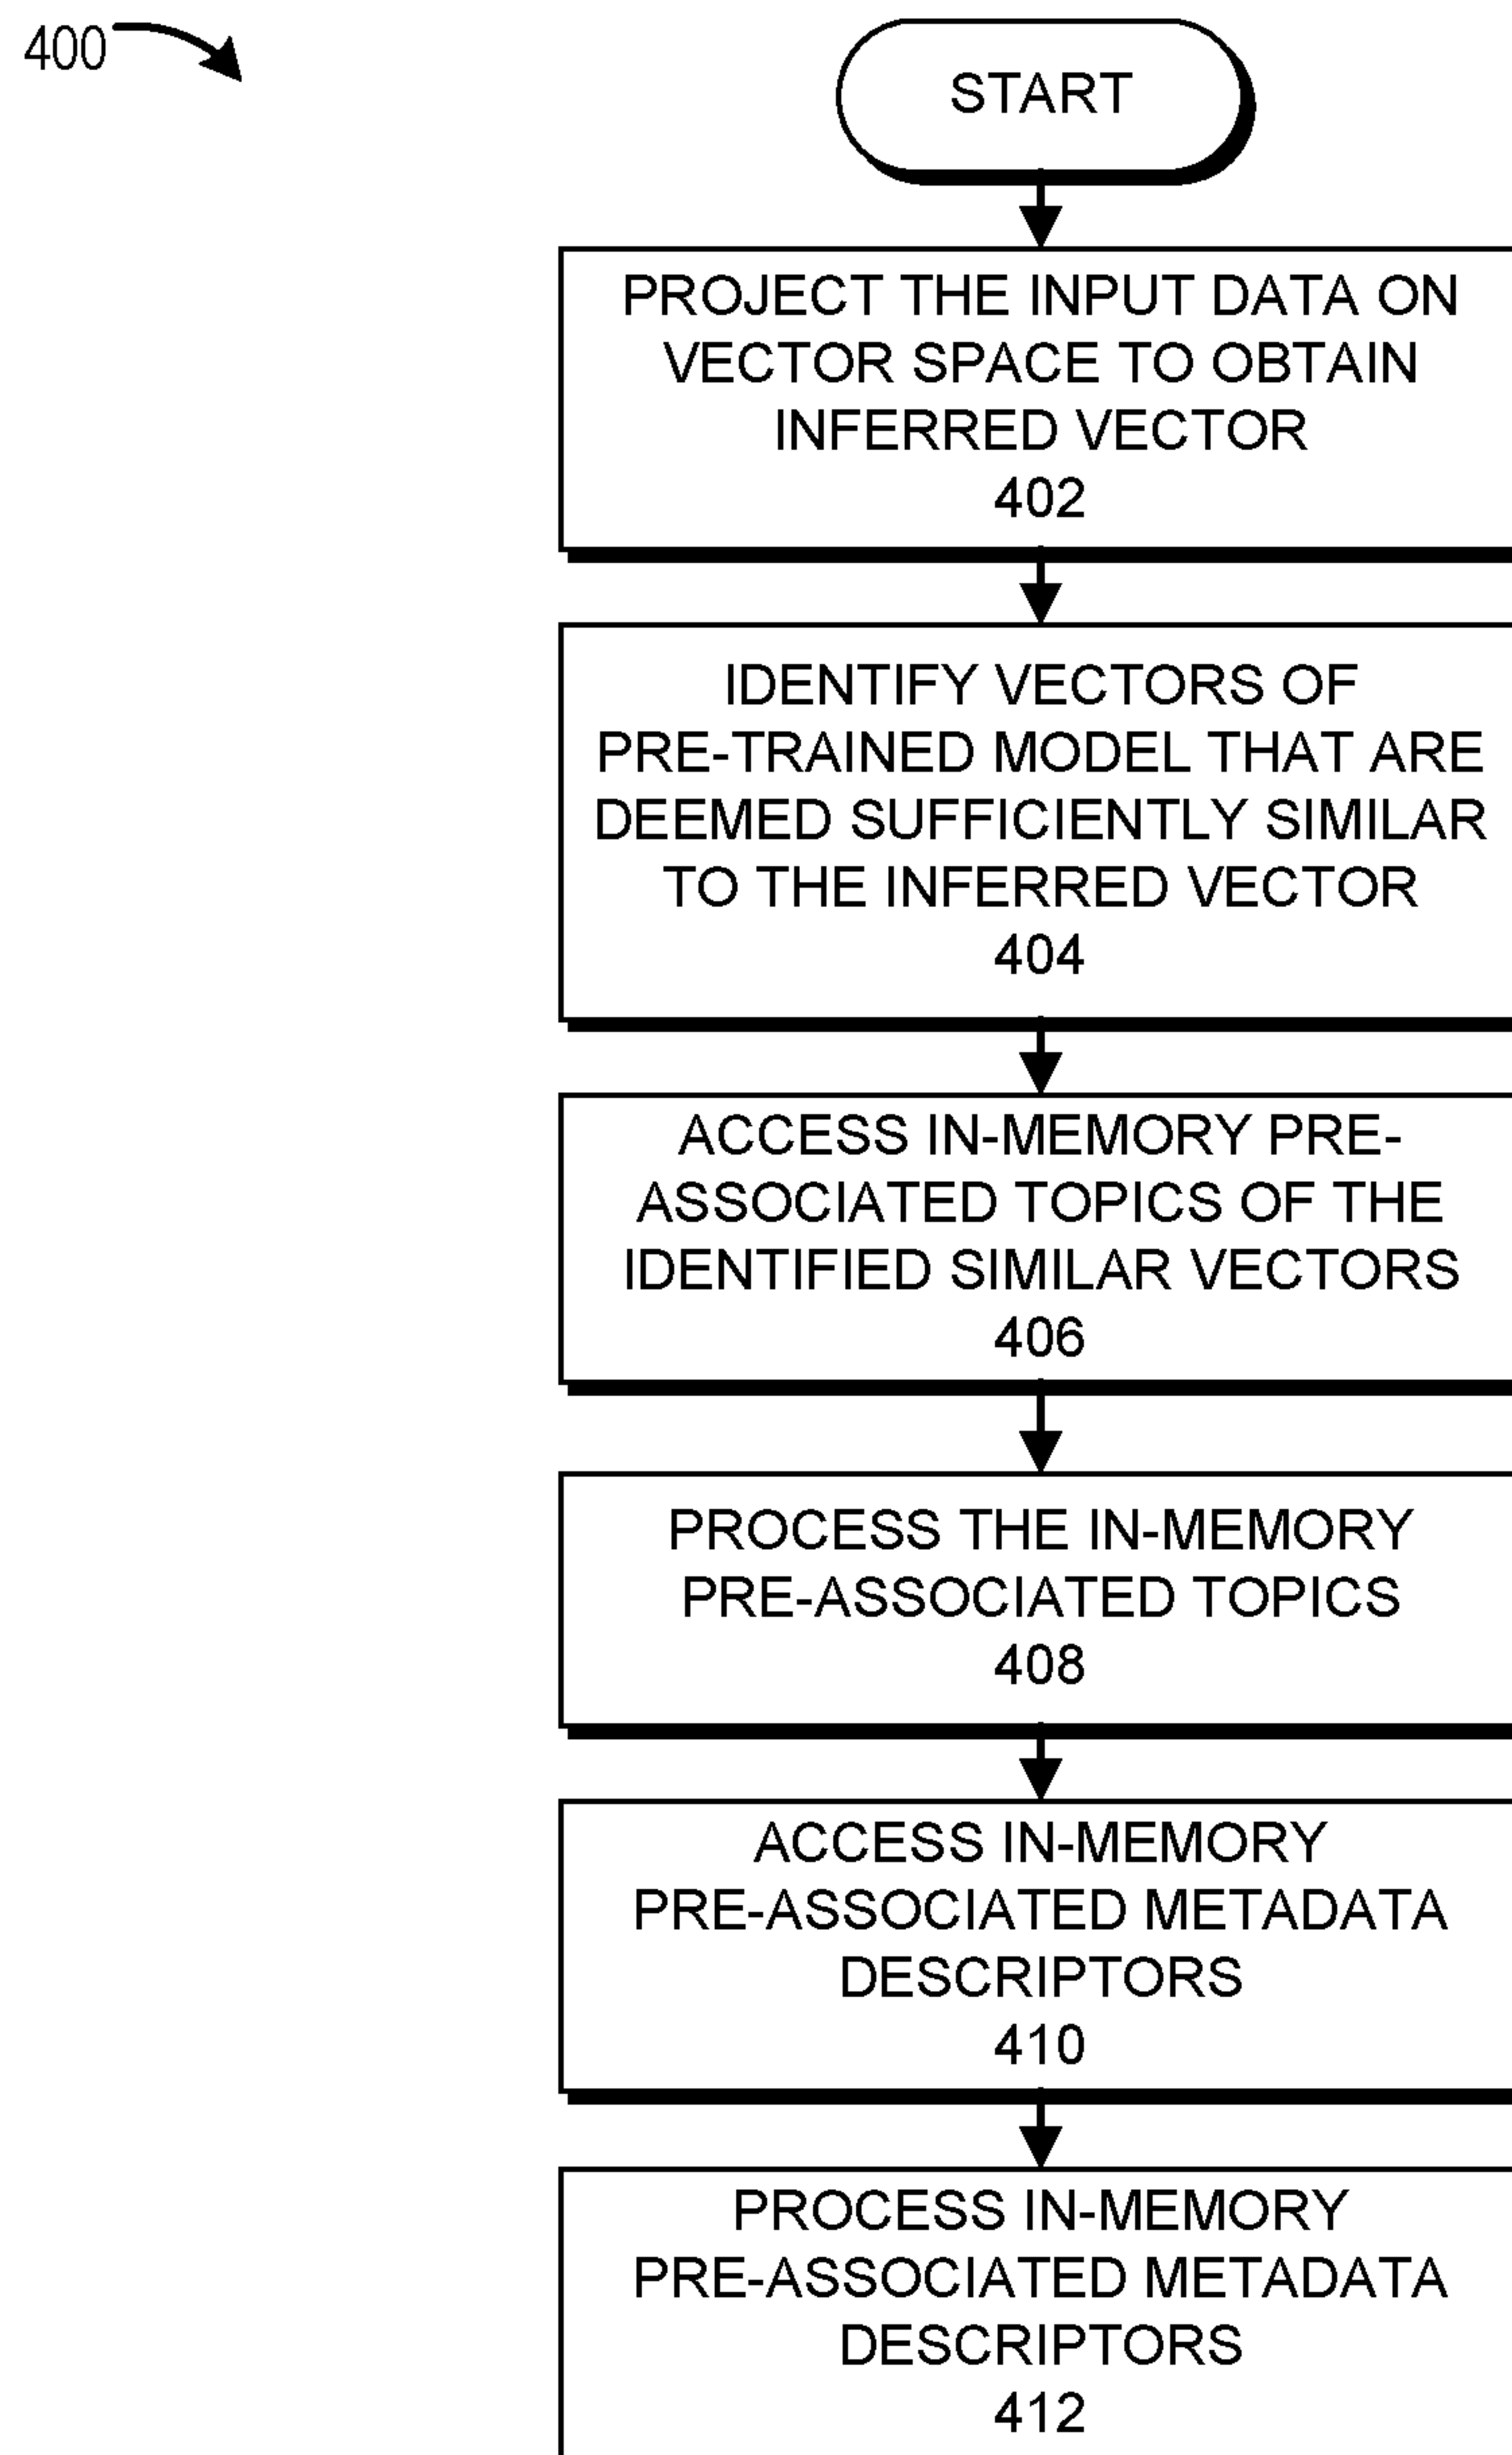 400
START
PROJECT THE INPUT DATA ON
VECTOR SPACE TO OBTAIN
INFERRED VECTOR
402
IDENTIFY VECTORS OF
PRE-TRAINED MODEL THAT ARE
DEEMED SUFFICIENTLY SIMILAR
TO THE INFERRED VECTOR
404
ACCESS IN-MEMORY PRE-
ASSOCIATED TOPICS OF THE
IDENTIFIED SIMILAR VECTORS
406
PROCESS THE IN-MEMORY
PRE-ASSOCIATED TOPICS
408
ACCESS IN-MEMORY
PRE-ASSOCIATED METADATA
DESCRIPTORS
410
PROCESS IN-MEMORY
PRE-ASSOCIATED METADATA
DESCRIPTORS
412